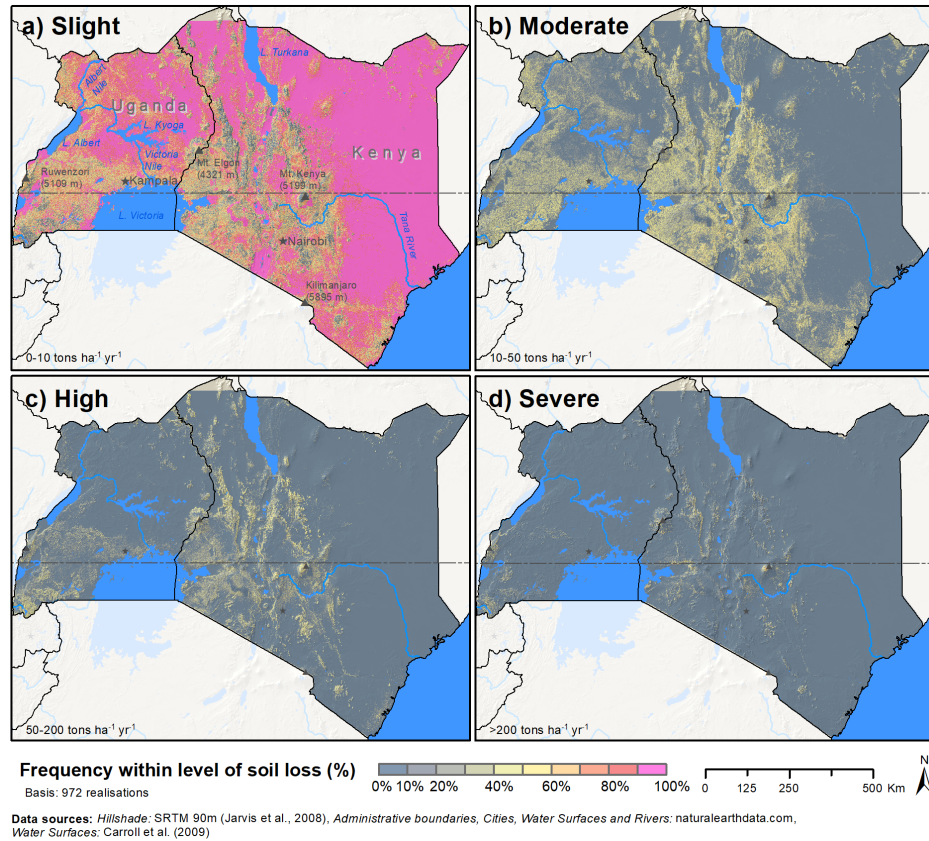 a) Slight
L. Turkana
Albert
Nile
Uganda
L. Kyoga
L. Albert
Victoria
Nile
Kenya
Mt. Elgon
(4321 m)
Ruwenzori
(5109 m)
Kampala
Mt. Kenya
(5199 m)
L. Victoria
Tana River
Nairobi
Kilimanjaro
(5895 m)
0-10 tons ha-1 yr-1
b) Moderate
10-50 tons ha-1 yr-1
c) High
50-200 tons ha-1 yr-1
d) Severe
>200 tons ha-1 yr-1
Frequency within level of soil loss (%)
Basis: 972 realisations
0% 10% 20% 40% 60% 80% 100%
0 125 250 500 Km
N
Data sources: Hillshade: SRTM 90m (Jarvis et al., 2008), Administrative boundaries, Cities, Water Surfaces and Rivers: naturalearthdata.com,
Water Surfaces: Carroll et al. (2009)